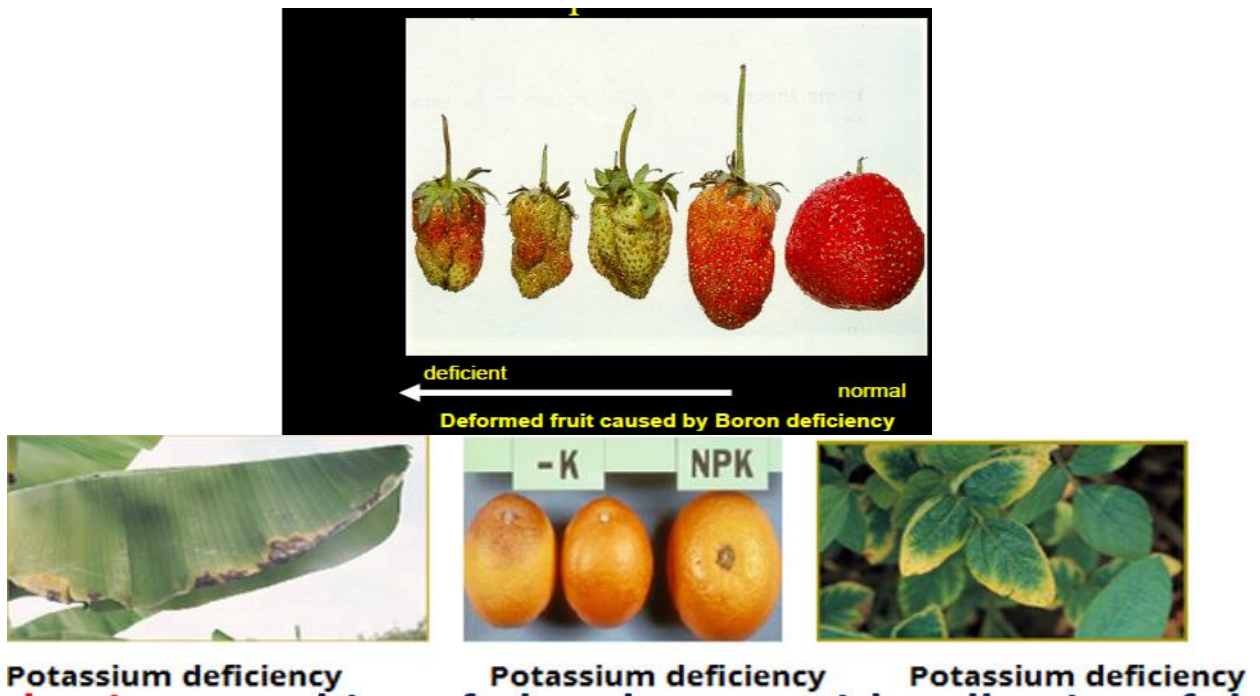 deficient
normal
Deformed fruit caused by Boron deficiency
-K NPK
Potassium deficiency Potassium deficiency Potassium deficiency